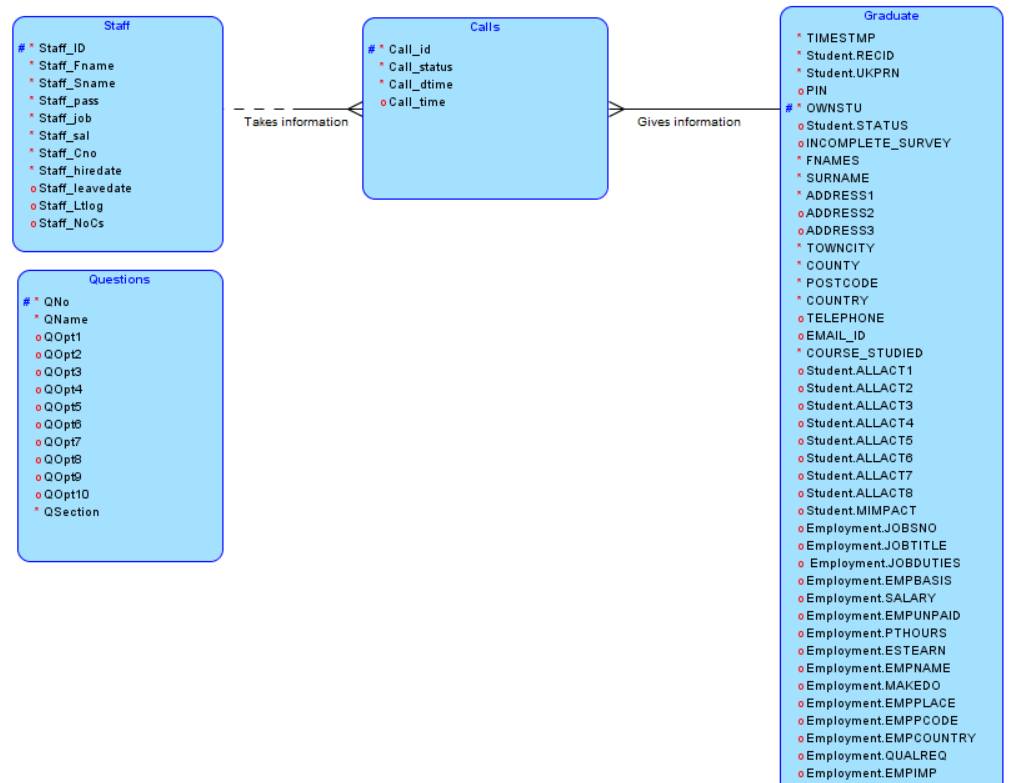 Staff
# * Staff_ID
* Staff_Fname
* Staff_Sname
* Staff_pass
* Staff_job
* Staff_sal
* Staff_Cno
* Staff_hiredate
o Staff_leavedate
o Staff_Ltlog
o Staff_NoCs
Takes information
Calls
# * Call_id
* Call_status
* Call_dtime
o Call_time
Gives information
Questions
# * QNo
* QName
o QOpt1
o QOpt2
o QOpt3
o QOpt4
o QOpt5
o QOpt6
o QOpt7
o QOpt8
o QOpt9
o QOpt10
* QSection
Graduate
* TIMESTMP
* Student.RECID
* Student.UKPRN
o PIN
# * OWNSTU
o Student.STATUS
o INCOMPLETE_SURVEY
* FNAMES
* SURNAME
* ADDRESS1
o ADDRESS2
o ADDRESS3
* TOWNCITY
* COUNTY
* POSTCODE
* COUNTRY
o TELEPHONE
o EMAIL_ID
* COURSE_STUDIED
o Student.ALLACT1
o Student.ALLACT2
o Student.ALLACT3
o Student.ALLACT4
o Student.ALLACT5
o Student.ALLACT6
o Student.ALLACT7
o Student.ALLACT8
o Student.MIMPACT
o Employment.JOBSNO
o Employment.JOBTITLE
o Employment.JOBDUTIES
o Employment.EMPBASIS
o Employment.SALARY
o Employment.EMPUNPAID
o Employment.PTHOURS
o Employment.ESTEARN
o Employment.EMPNAME
o Employment.MAKEDO
o Employment.EMPPLACE
o Employment.EMPPCODE
o Employment.EMPCOUNTRY
o Employment.QUALREQ
o Employment.EMPIMP